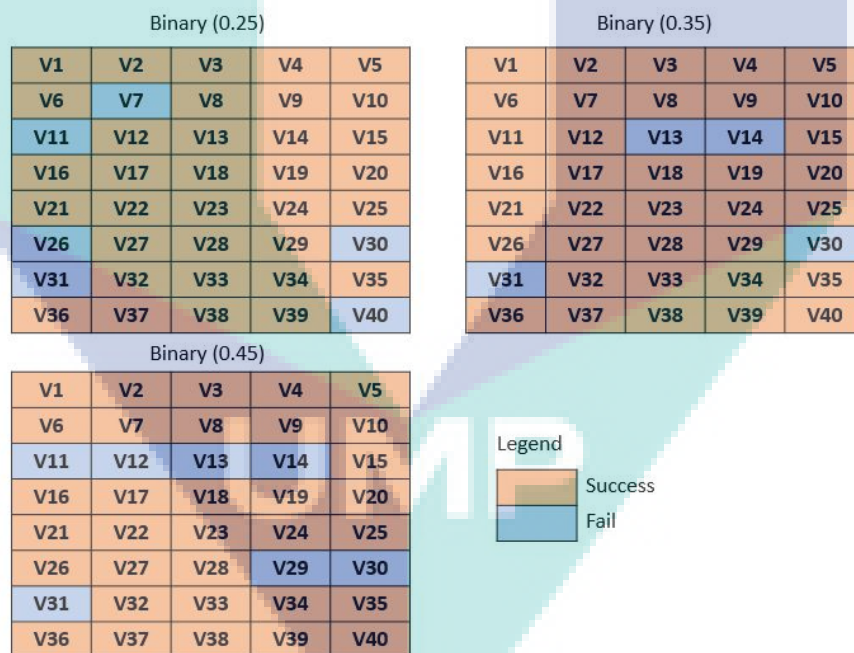 Binary (0.25)
V1 V2 V3 V4 V5
V6 V7 V8 V9 V10
V11 V12 V13 V14 V15
V16 V17 V18 V19 V20
V21 V22 V23 V24 V25
V26 V27 V28 V29 V30
V31 V32 V33 V34 V35
V36 V37 V38 V39 V40
Binary (0.35)
V1 V2 V3 V4 V5
V6 V7 V8 V9 V10
V11 V12 V13 V14 V15
V16 V17 V18 V19 V20
V21 V22 V23 V24 V25
V26 V27 V28 V29 V30
V31 V32 V33 V34 V35
V36 V37 V38 V39 V40
Binary (0.45)
V1 V2 V3 V4 V5
V6 V7 V8 V9 V10
V11 V12 V13 V14 V15
V16 V17 V18 V19 V20
V21 V22 V23 V24 V25
V26 V27 V28 V29 V30
V31 V32 V33 V34 V35
V36 V37 V38 V39 V40
Legend
Success
Fail
UMP